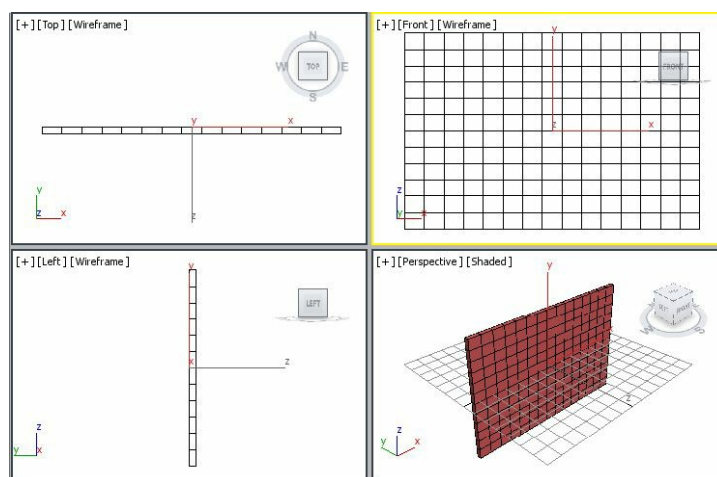 [+] [Top] [Wireframe]
N
W TOP E
S
y
x
z
y
z x
[+] [Front] [Wireframe]
y
FRONT
z x
z
y x
[+] [Left] [Wireframe]
y
LEFT
x z
z
y x
[+] [Perspective] [Shaded]
y
W S
z
z
y x